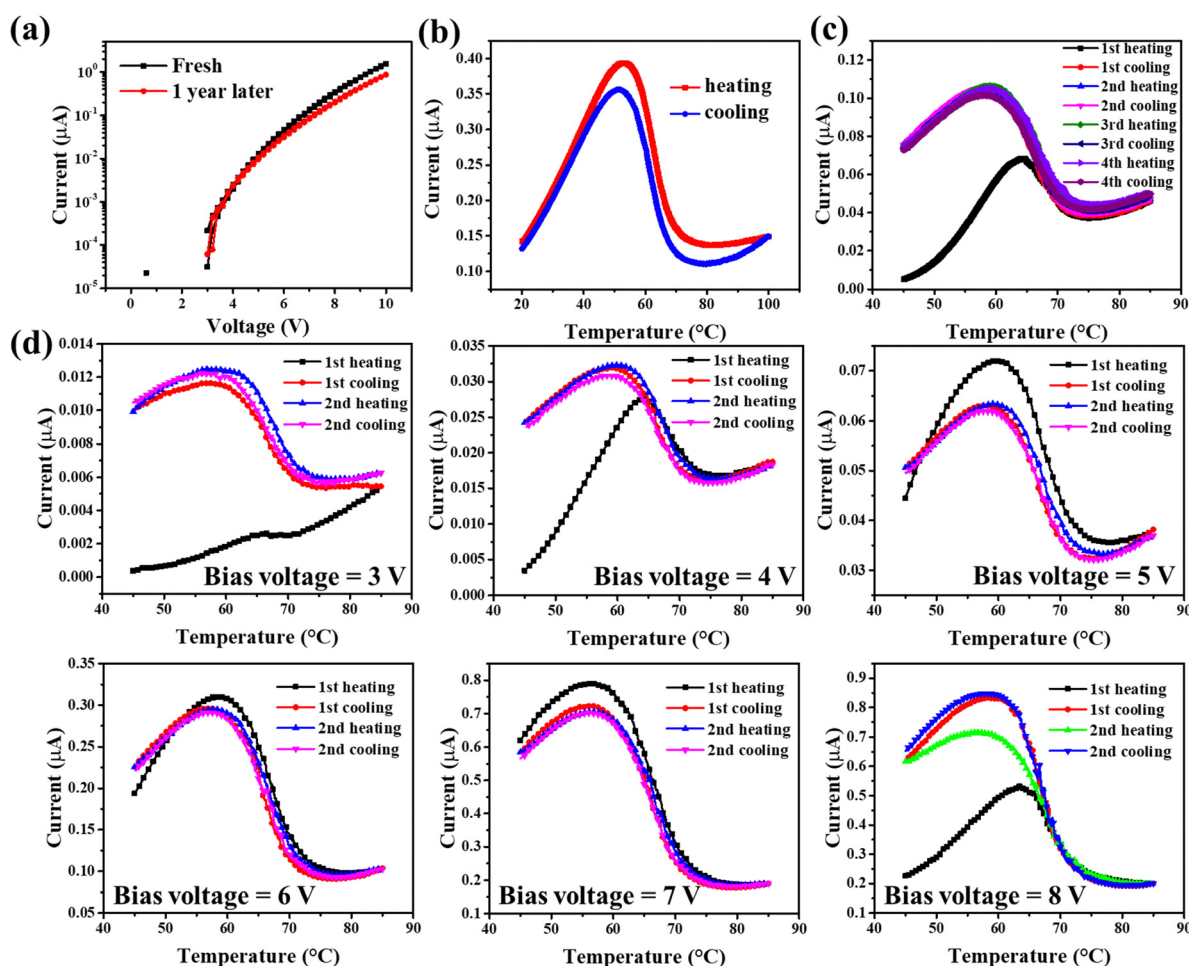 (a)
Fresh
1 year later
10⁰
10⁻¹
10⁻²
10⁻³
10⁻⁴
10⁻⁵
0
2
4
6
8
10
Current (µA)
Voltage (V)
(b)
heating
cooling
0.40
0.35
0.30
0.25
0.20
0.15
0.10
20
40
60
80
100
Current (µA)
Temperature (°C)
(c)
1st heating
1st cooling
2nd heating
2nd cooling
3rd heating
3rd cooling
4th heating
4th cooling
0.12
0.10
0.08
0.06
0.04
0.02
0.00
40
50
60
70
80
90
Current (µA)
Temperature (°C)
(d)
1st heating
1st cooling
2nd heating
2nd cooling
0.014
0.012
0.010
0.008
0.006
0.004
0.002
0.000
Bias voltage = 3 V
40
50
60
70
80
90
Current (µA)
Temperature (°C)
1st heating
1st cooling
2nd heating
2nd cooling
0.035
0.030
0.025
0.020
0.015
0.010
0.005
0.000
Bias voltage = 4 V
40
50
60
70
80
90
Current (µA)
Temperature (°C)
1st heating
1st cooling
2nd heating
2nd cooling
0.07
0.06
0.05
0.04
0.03
Bias voltage = 5 V
40
50
60
70
80
90
Current (µA)
Temperature (°C)
1st heating
1st cooling
2nd heating
2nd cooling
0.35
0.30
0.25
0.20
0.15
0.10
0.05
Bias voltage = 6 V
40
50
60
70
80
90
Current (µA)
Temperature (°C)
1st heating
1st cooling
2nd heating
2nd cooling
0.9
0.8
0.7
0.6
0.5
0.4
0.3
0.2
0.1
Bias voltage = 7 V
40
50
60
70
80
90
Current (µA)
Temperature (°C)
1st heating
1st cooling
2nd heating
2nd cooling
0.9
0.8
0.7
0.6
0.5
0.4
0.3
0.2
0.1
Bias voltage = 8 V
40
50
60
70
80
90
Current (µA)
Temperature (°C)